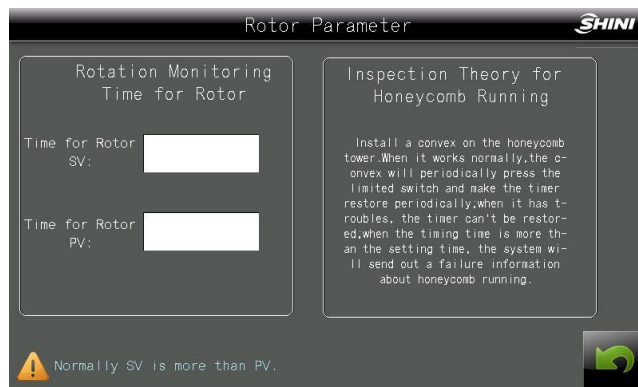 Rotor Parameter
SHINI
Rotation Monitoring
Time for Rotor
Time for Rotor
SV:
Time for Rotor
PV:
Inspection Theory for
Honeycomb Running
Install a convex on the honeycomb
tower.When it works normally,the c-
onvex will periodically press the
limited switch and make the timer
restore periodically;when it has t-
roubles, the timer can't be restor-
ed;when the timing time is more th-
an the setting time, the system wi-
ll send out a failure information
about honeycomb running.
Normally SV is more than PV.